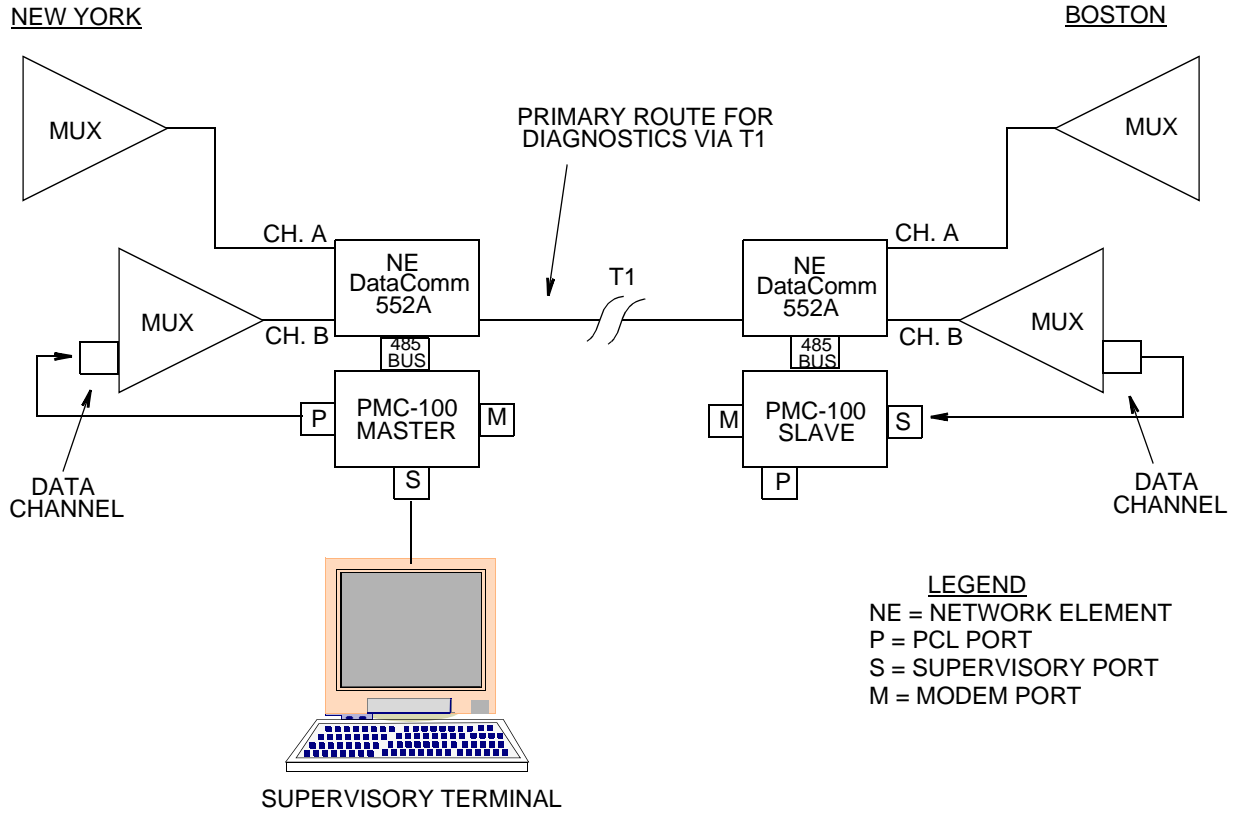 NEW YORK
BOSTON
MUX
PRIMARY ROUTE FOR
DIAGNOSTICS VIA T1
MUX
CH. A
NE
DataComm
552A
T1
NE
DataComm
552A
CH. A
MUX
CH. B
CH. B
MUX
485
BUS
485
BUS
P
PMC-100
MASTER
M
M
PMC-100
SLAVE
S
S
P
DATA
CHANNEL
DATA
CHANNEL
LEGEND
NE = NETWORK ELEMENT
P = PCL PORT
S = SUPERVISORY PORT
M = MODEM PORT
SUPERVISORY TERMINAL